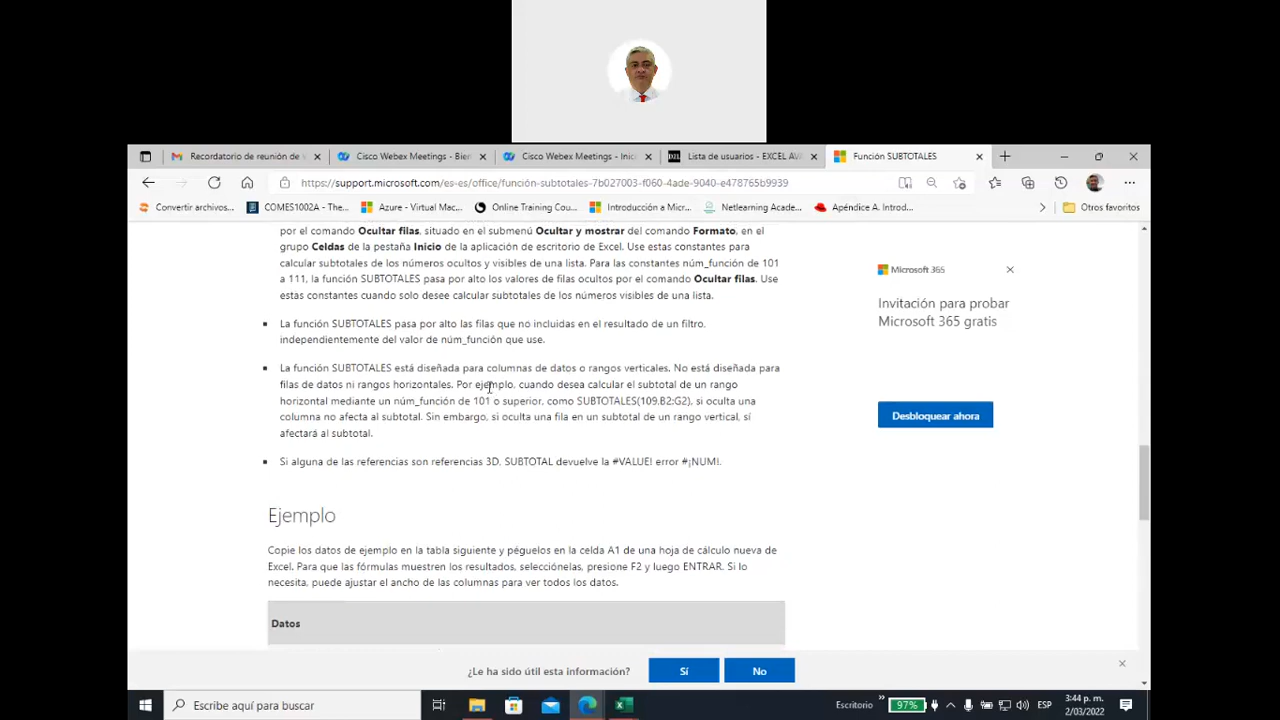 Recordatorio de reunión de v
Cisco Webex Meetings - Bien
Cisco Webex Meetings - Inic
D2L
Lista de usuarios - EXCEL AVA
Función SUBTOTALES
https://support.microsoft.com/es-es/office/función-subtotales-7b027003-f060-4ade-9040-e478765b9939
Convertir archivos...
COMES1002A - The...
Azure - Virtual Mac...
Online Training Cou...
Introducción a Micr...
Netlearning Acade...
Apéndice A. Introd...
Otros favoritos
por el comando Ocultar filas, situado en el submenú Ocultar y mostrar del comando Formato, en el
grupo Celdas de la pestaña Inicio de la aplicación de escritorio de Excel. Use estas constantes para
calcular subtotales de los números ocultos y visibles de una lista. Para las constantes núm_función de 101
a 111, la función SUBTOTALES pasa por alto los valores de filas ocultos por el comando Ocultar filas. Use
estas constantes cuando solo desee calcular subtotales de los números visibles de una lista.
La función SUBTOTALES pasa por alto las filas que no incluidas en el resultado de un filtro,
independientemente del valor de núm_función que use.
La función SUBTOTALES está diseñada para columnas de datos o rangos verticales. No está diseñada para
filas de datos ni rangos horizontales. Por ejemplo, cuando desea calcular el subtotal de un rango
horizontal mediante un núm_función de 101 o superior, como SUBTOTALES(109,B2:G2), si oculta una
columna no afecta al subtotal. Sin embargo, si oculta una fila en un subtotal de un rango vertical, sí
afectará al subtotal.
Si alguna de las referencias son referencias 3D, SUBTOTAL devuelve la #VALUE! error #¡NUM!.
Ejemplo
Copie los datos de ejemplo en la tabla siguiente y péguelos en la celda A1 de una hoja de cálculo nueva de
Excel. Para que las fórmulas muestren los resultados, selecciónelas, presione F2 y luego ENTRAR. Si lo
necesita, puede ajustar el ancho de las columnas para ver todos los datos.
Datos
Microsoft 365
Invitación para probar
Microsoft 365 gratis
Desbloquear ahora
¿Le ha sido útil esta información?
Sí
No
Escribe aquí para buscar
Escritorio
97%
ESP
3:44 p. m.
2/03/2022